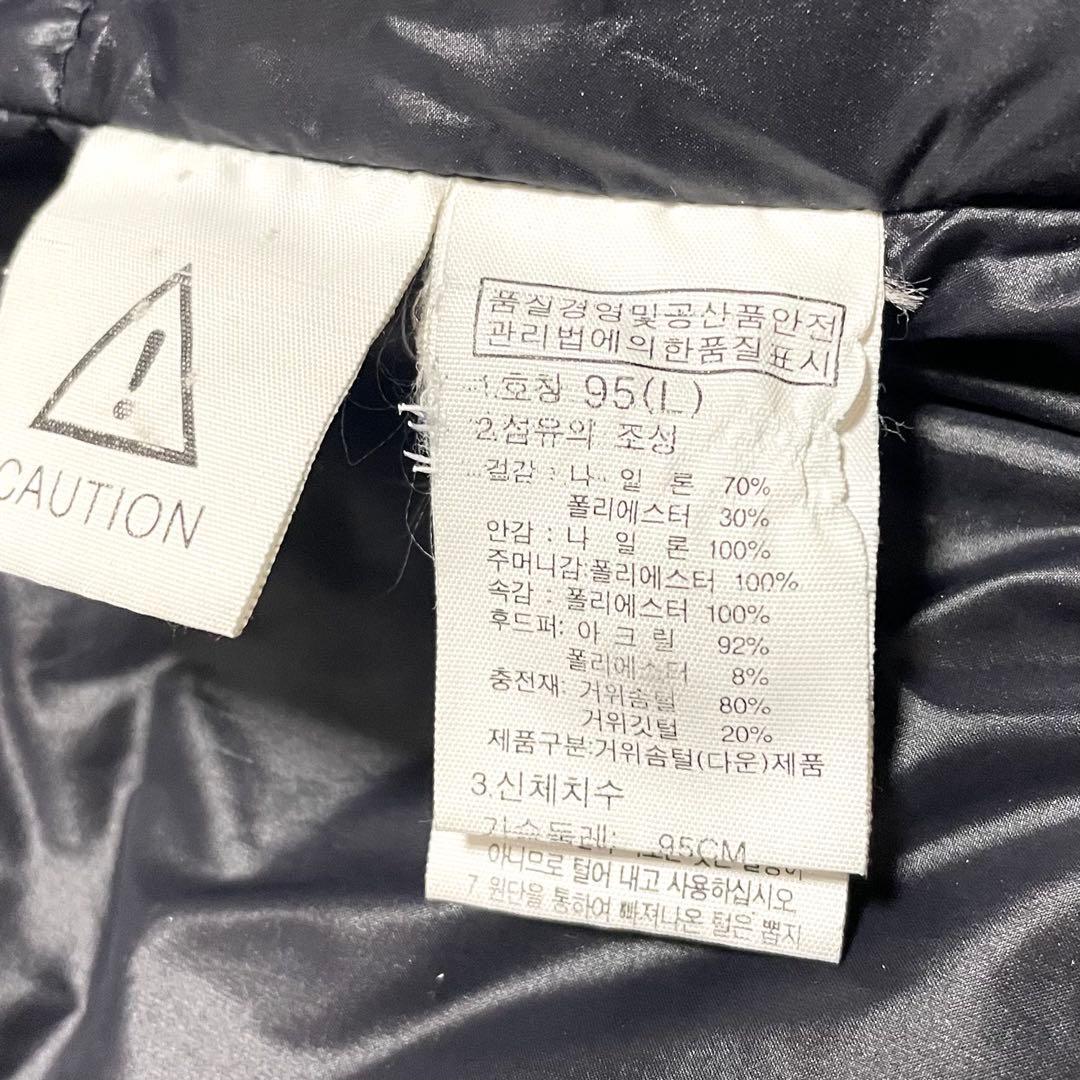 CAUTION
품질경영및공산품안전
관리법에의한품질표시
1.호칭 95(L)
2.섬유의 조성
겉감 : 나 일 론 70%
폴리에스터 30%
안감 : 나 일 론 100%
주머니감:폴리에스터 100%
속감 : 폴리에스터 100%
후드퍼: 아 크 릴 92%
폴리에스터 8%
충전재: 거위솜털 80%
거위깃털 20%
제품구분:거위솜털(다운)제품
3.신체치수
가슴둘레: 95CM
아니므로 털어 내고 사용하십시오
7. 원단을 통하여 빠져나온 털은 뽑지